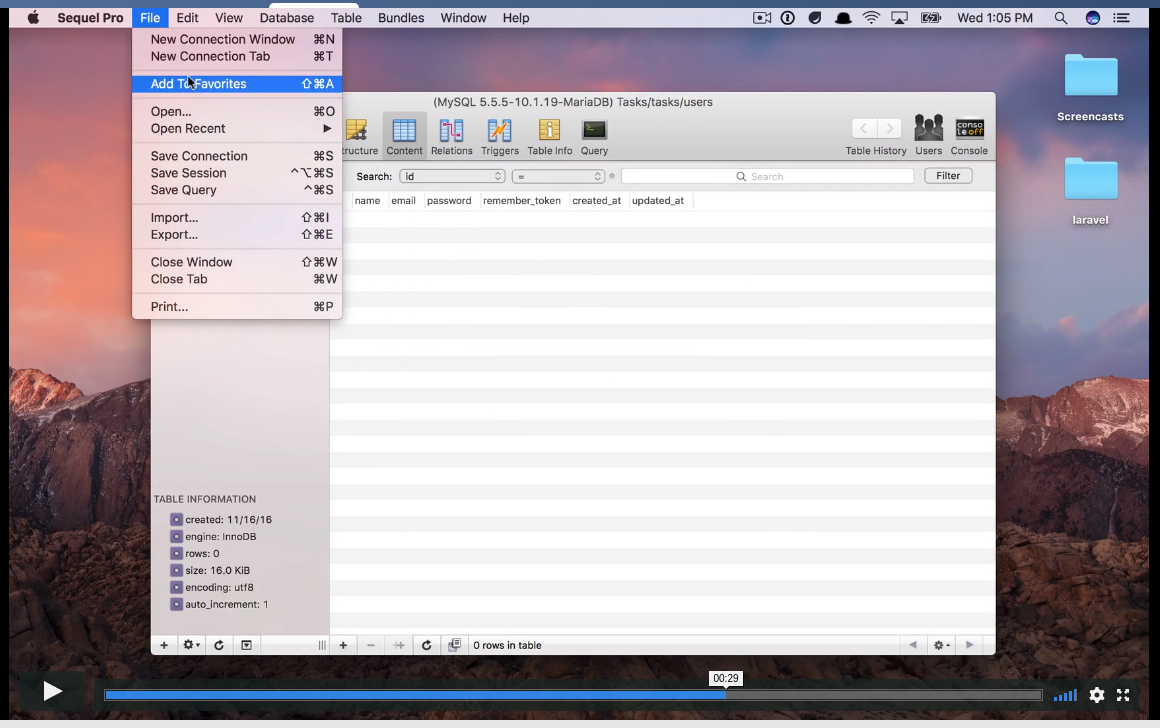 Sequel Pro File Edit View Database Table Bundles Window Help Wed 1:05 PM
New Connection Window ⌘N
New Connection Tab ⌘T
Add To Favorites ⇧⌘A
Open... ⌘O
Open Recent ▶
Save Connection ⌘S
Save Session ^⌥⌘S
Save Query ^⌘S
Import... ⇧⌘I
Export... ⇧⌘E
Close Window ⇧⌘W
Close Tab ⌘W
Print... ⌘P
(MySQL 5.5.5-10.1.19-MariaDB) Tasks/tasks/users
tructure Content Relations Triggers Table Info Query Table History Users Console
conso
le off
Search: id = Search Filter
name email password remember_token created_at updated_at
TABLE INFORMATION
created: 11/16/16
engine: InnoDB
rows: 0
size: 16.0 KiB
encoding: utf8
auto_increment: 1
0 rows in table
Screencasts
laravel
00:29